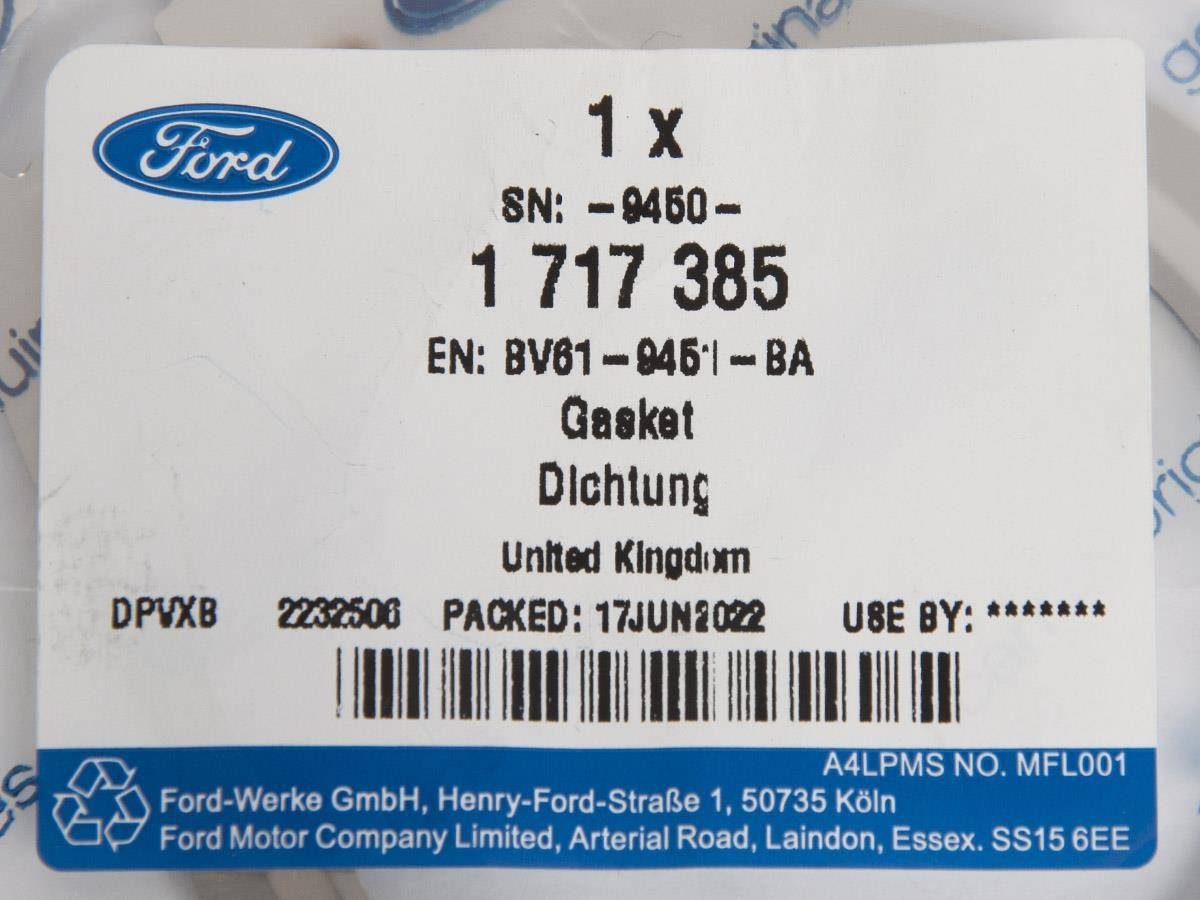 Ford
1 x
SN: -9450-
1 717 385
EN: BV61-9451-BA
Gasket
Dichtung
United Kingdom
DPVXB 2232506 PACKED: 17JUN2022 USE BY: *******
A4LPMS NO. MFL001
Ford-Werke GmbH, Henry-Ford-Straße 1, 50735 Köln
Ford Motor Company Limited, Arterial Road, Laindon, Essex. SS15 6EE